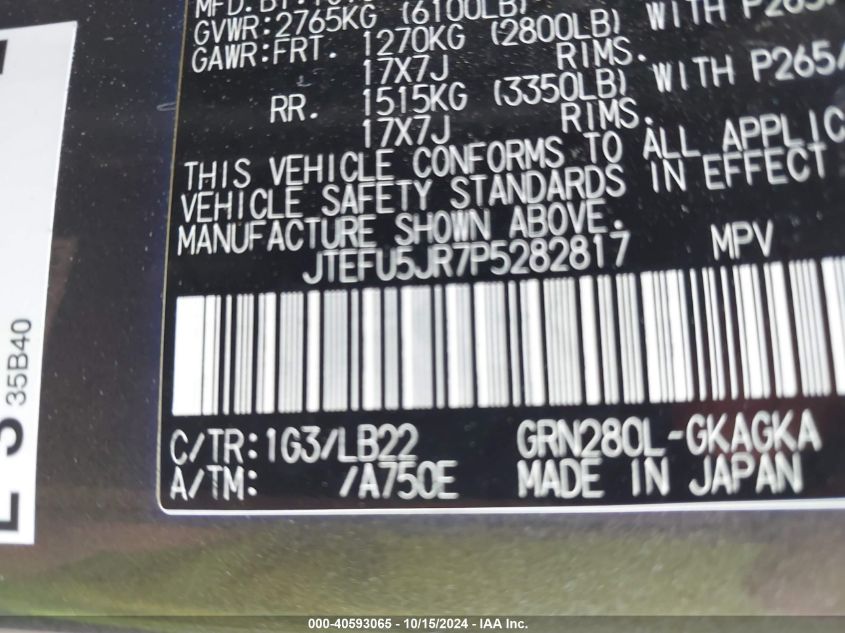 GVWR:2765KG (6100LB)
GAWR:FRT. 1270KG (2800LB) WITH P265
17X7J RIMS.
RR. 1515KG (3350LB) WITH P265/
17X7J RIMS.
THIS VEHICLE CONFORMS TO ALL APPLIC
VEHICLE SAFETY STANDARDS IN EFFECT
MANUFACTURE SHOWN ABOVE.
JTEFU5JR7P5282817 MPV
C/TR:1G3/LB22 GRN280L-GKAGKA
A/TM: /A750E MADE IN JAPAN
35B40
000-40593065 - 10/15/2024 - IAA Inc.